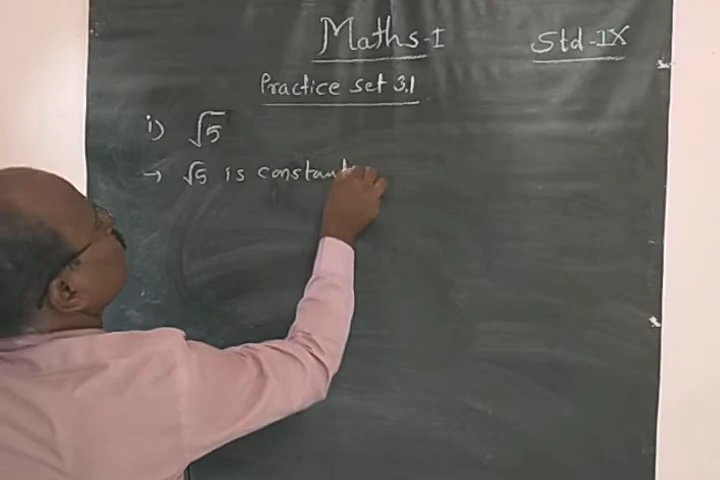 Maths-I
Std-IX
Practice set 3.1
i) √5
→ √5 is constant